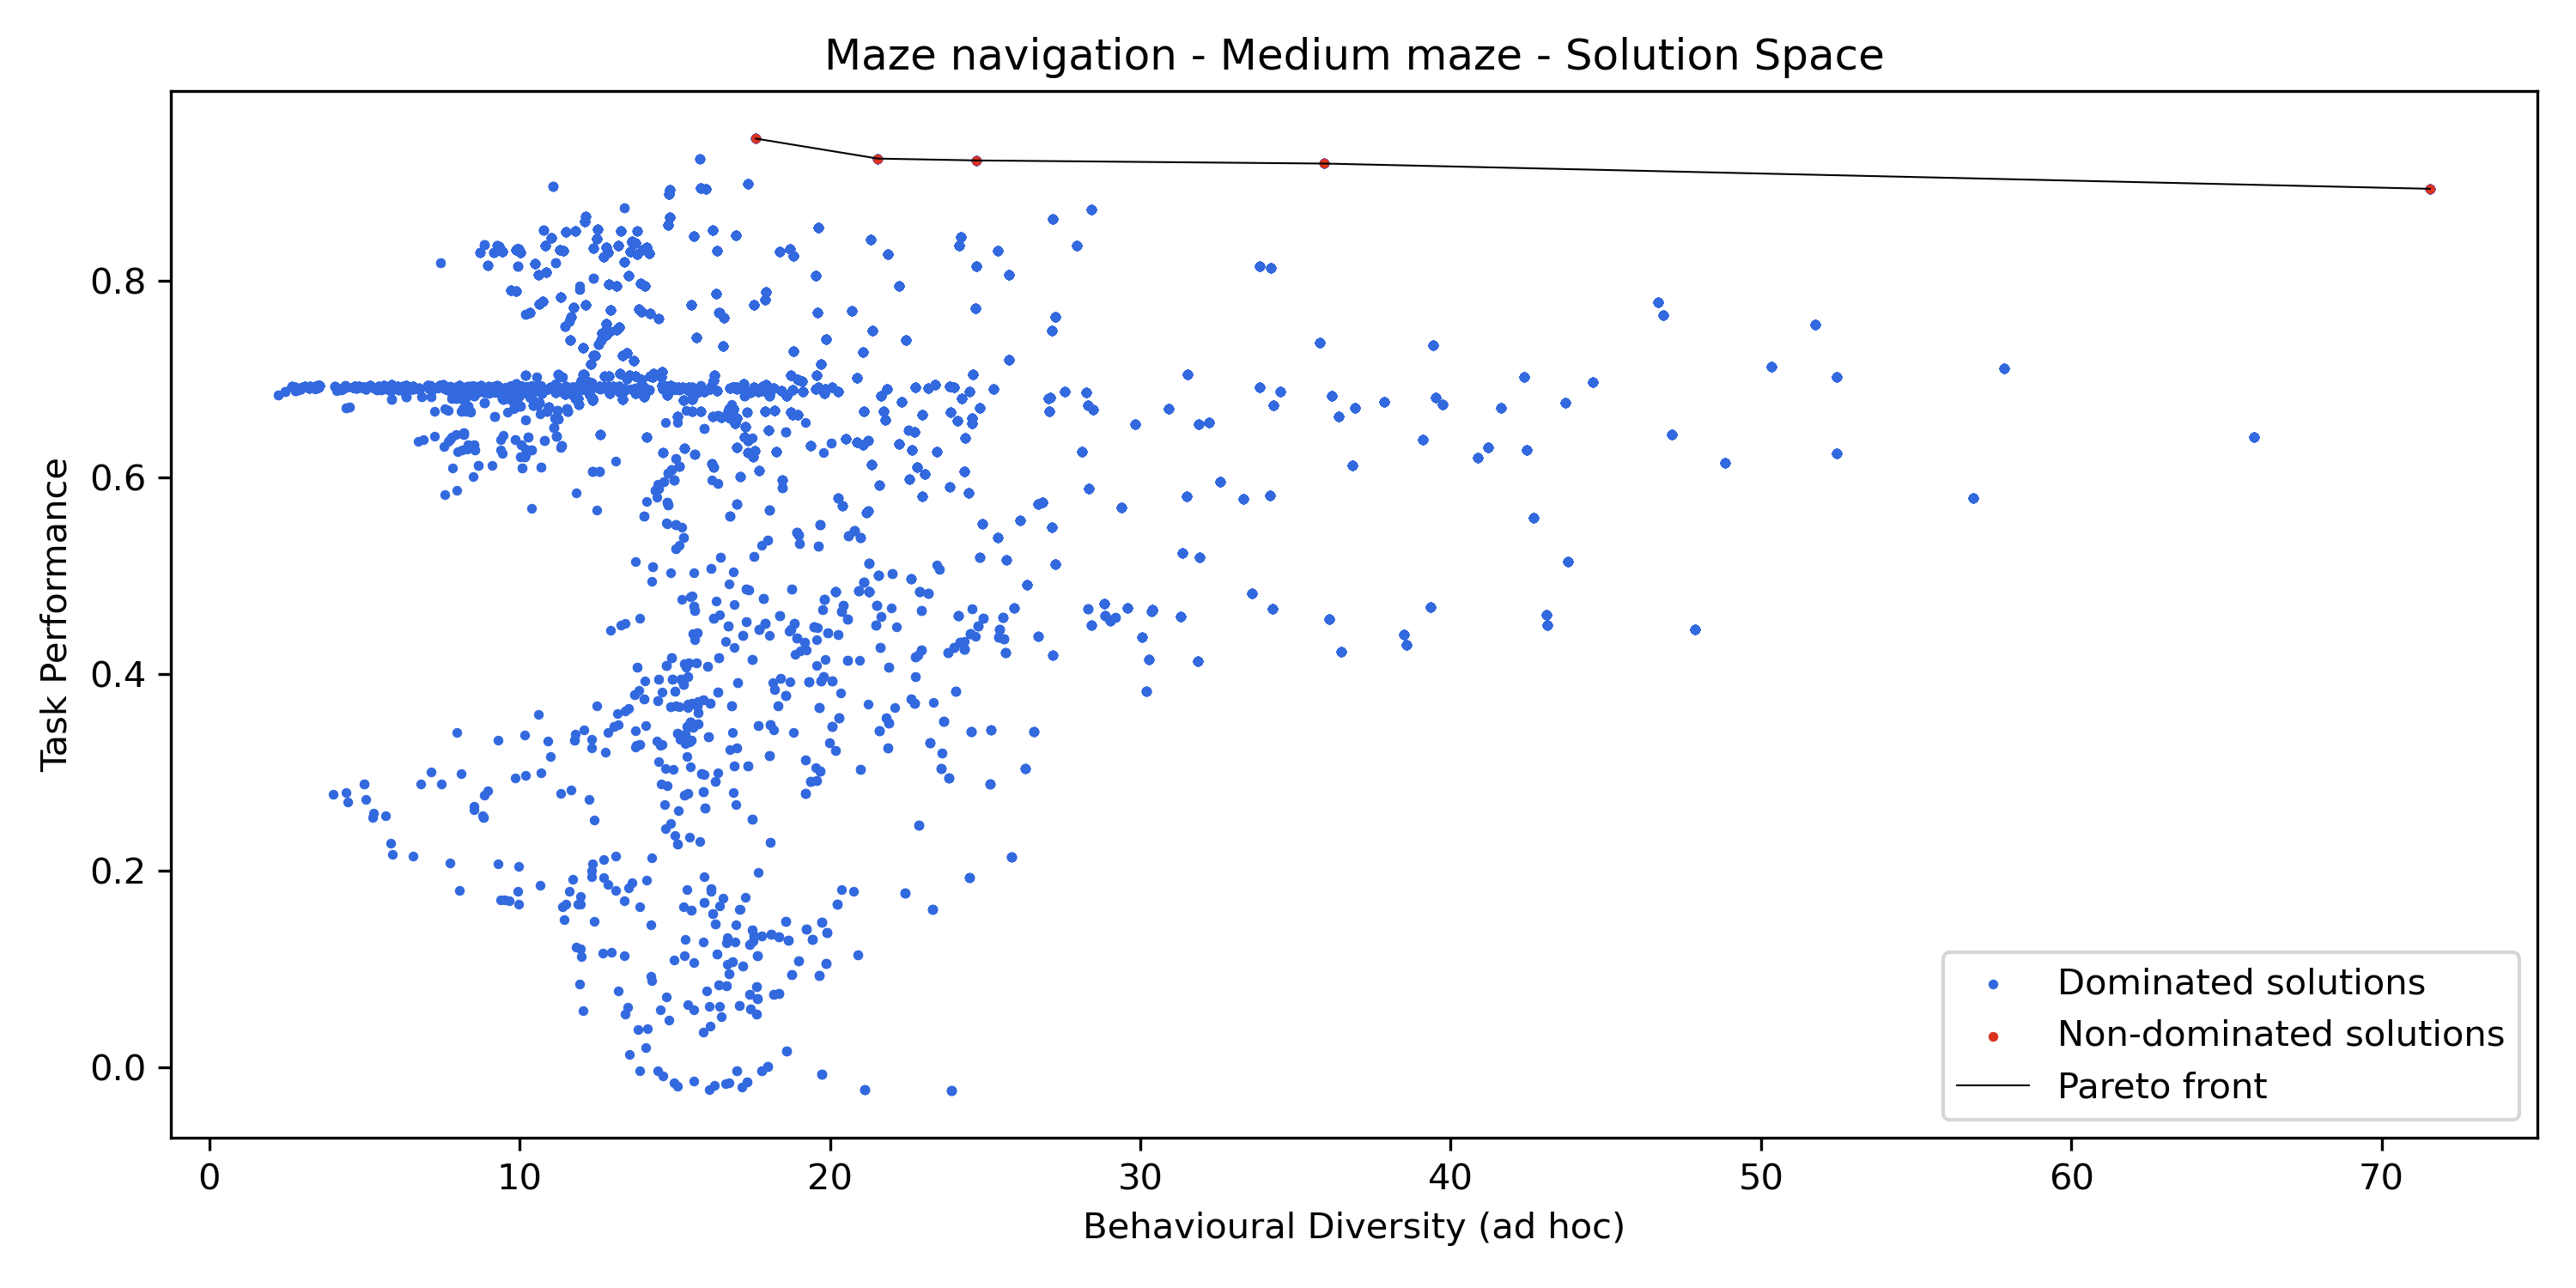 Maze navigation - Medium maze - Solution Space
Task Performance
0.8
0.6
0.4
0.2
0.0
0 10 20 30 40 50 60 70
Behavioural Diversity (ad hoc)
Dominated solutions
Non-dominated solutions
Pareto front